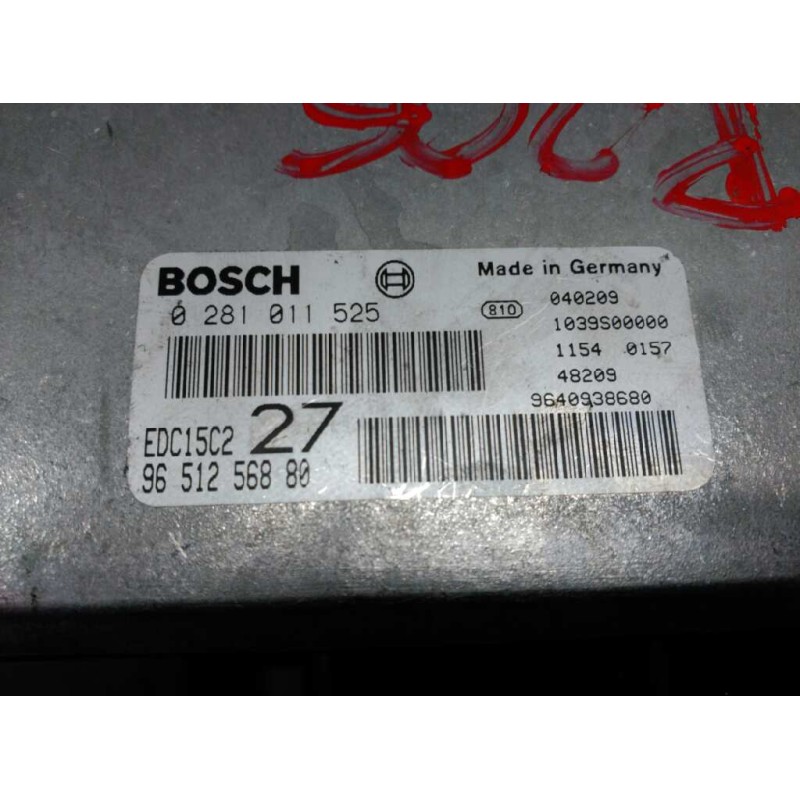 BOSCH
Made in Germany
0 281 011 525
810
040209
1039S00000
1154 0157
48209
9640938680
EDC15C2 27
96 512 568 80